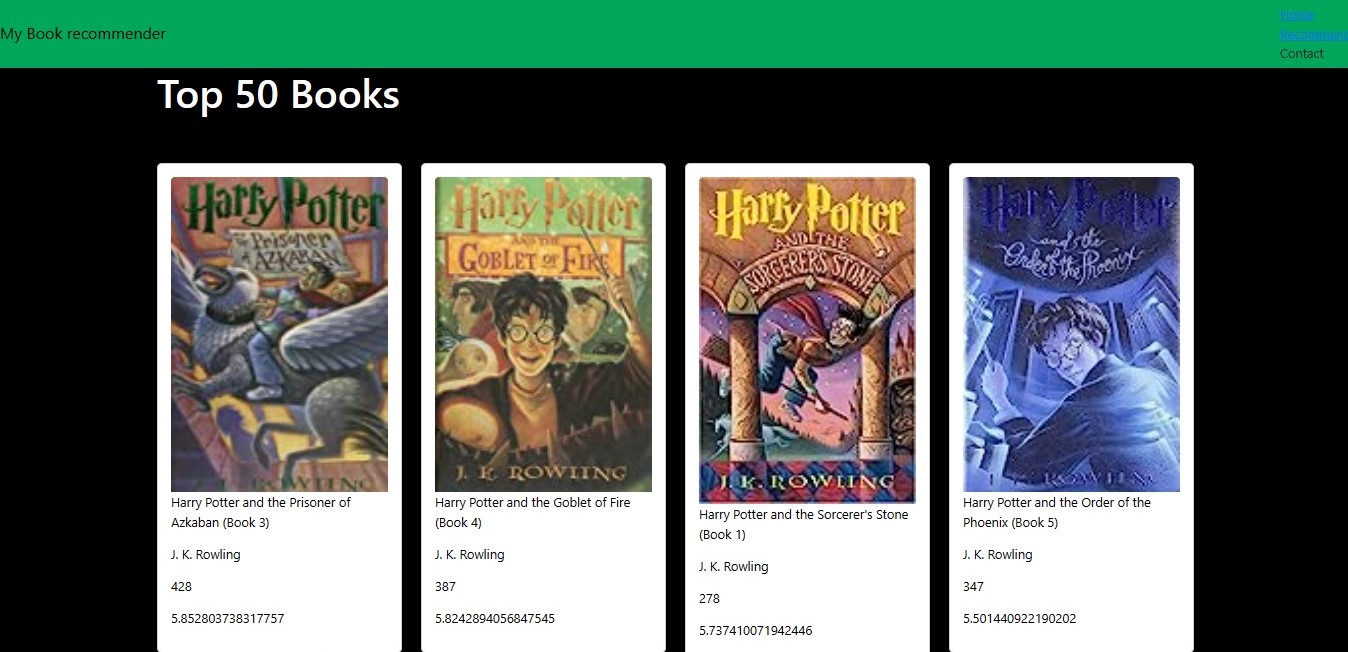 My Book recommender
Home
Recommend
Contact
Top 50 Books
Harry Potter
and the
Prisoner
of AZKABAN
Harry Potter
AND THE
GOBLET OF FIRE
J. K. ROWLING
Harry Potter
AND THE
SORCERER'S STONE
J. K. ROWLING
Harry Potter
and the
Order of the Phoenix
J. K. ROWLING
Harry Potter and the Prisoner of
Azkaban (Book 3)
J. K. Rowling
428
5.852803738317757
Harry Potter and the Goblet of Fire
(Book 4)
J. K. Rowling
387
5.8242894056847545
Harry Potter and the Sorcerer's Stone
(Book 1)
J. K. Rowling
278
5.737410071942446
Harry Potter and the Order of the
Phoenix (Book 5)
J. K. Rowling
347
5.501440922190202